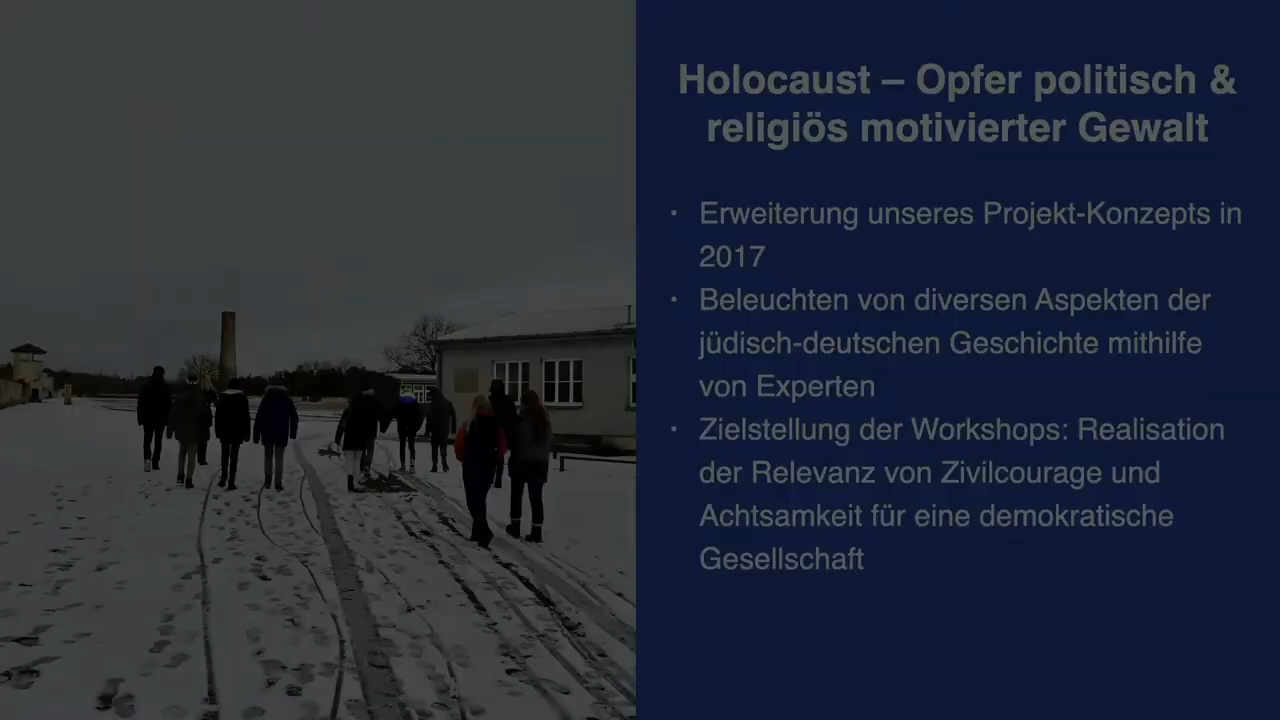 Holocaust – Opfer politisch &
religiös motivierter Gewalt
• Erweiterung unseres Projekt-Konzepts in
2017
• Beleuchten von diversen Aspekten der
jüdisch-deutschen Geschichte mithilfe
von Experten
• Zielstellung der Workshops: Realisation
der Relevanz von Zivilcourage und
Achtsamkeit für eine demokratische
Gesellschaft